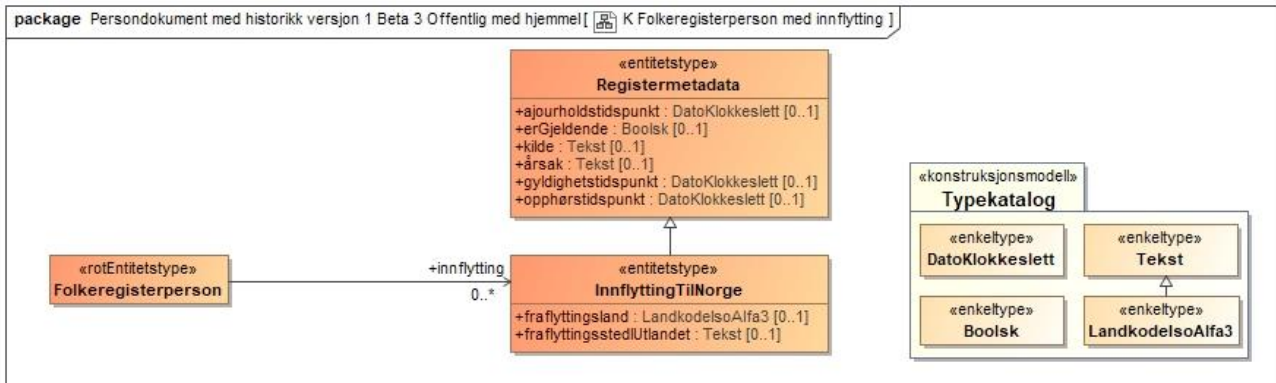 package Persondokument med historikk versjon 1 Beta 3 Offentlig med hjemmel[ K Folkeregisterperson med innflytting ]
«entitetstype»
Registermetadata
+ajourholdstidspunkt : DatoKlokkeslett [0..1]
+erGjeldende : Boolsk [0..1]
+kilde : Tekst [0..1]
+årsak : Tekst [0..1]
+gyldighetstidspunkt : DatoKlokkeslett [0..1]
+opphørstidspunkt : DatoKlokkeslett [0..1]
«rotEntitetstype»
Folkeregisterperson
+innflytting
0..*
«entitetstype»
InnflyttingTilNorge
+fraflyttingsland : LandkodeIsoAlfa3 [0..1]
+fraflyttingsstedIUtlandet : Tekst [0..1]
«konstruksjonsmodell»
Typekatalog
«enkeltype»
DatoKlokkeslett
«enkeltype»
Tekst
«enkeltype»
Boolsk
«enkeltype»
LandkodeIsoAlfa3